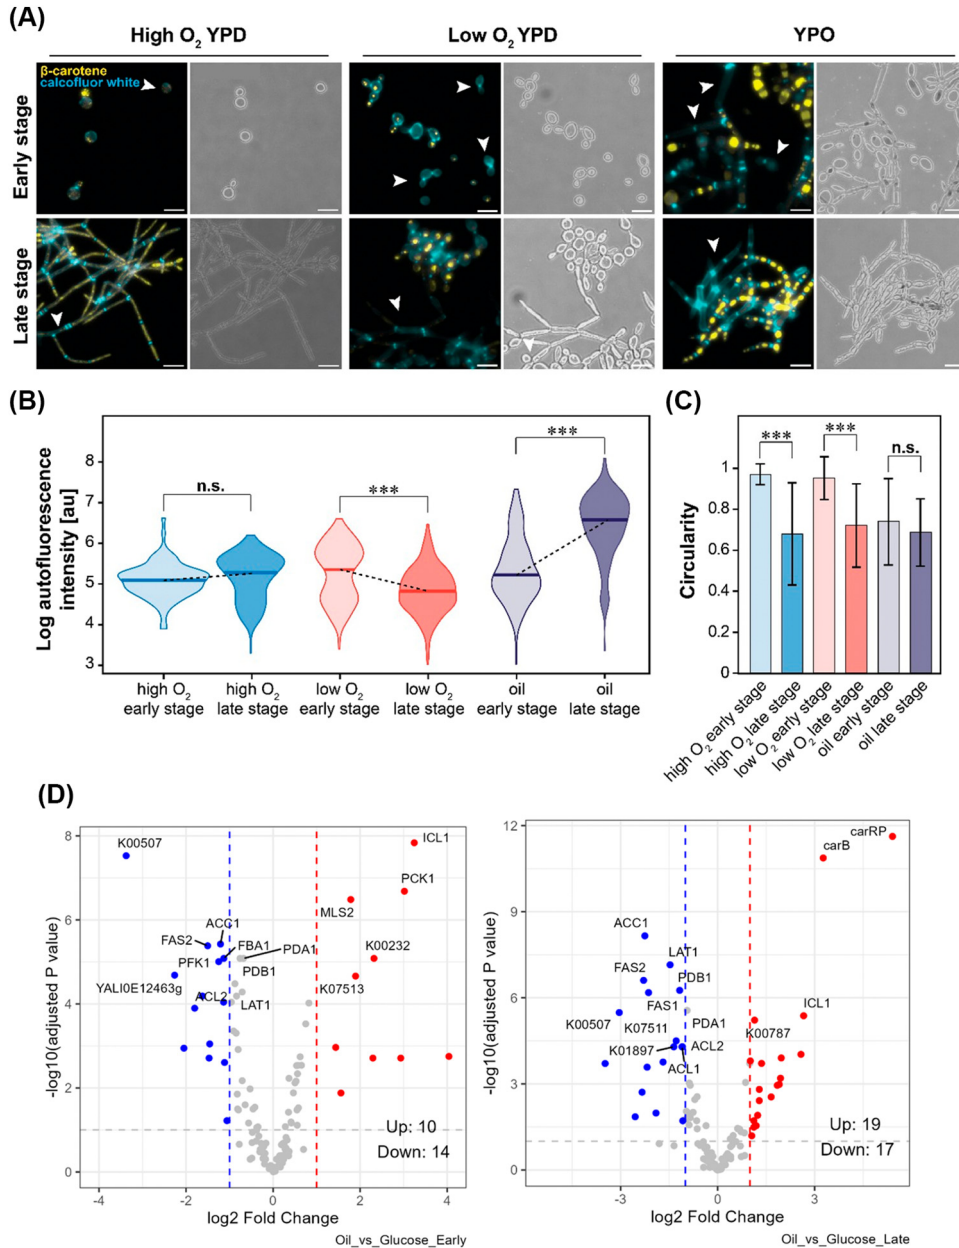 (A)
High O2 YPD
Low O2 YPD
YPO
Early stage
β-carotene
calcofluor white
Late stage
(B)
Log autofluorescence
intensity [au]
8
7
6
5
4
3
n.s.
***
***
high O2
early stage
high O2
late stage
low O2
early stage
low O2
late stage
oil
early stage
oil
late stage
(C)
Circularity
1
0.8
0.6
0.4
0.2
0
***
***
n.s.
high O2 early stage
high O2 late stage
low O2 early stage
low O2 late stage
oil early stage
oil late stage
(D)
-log10(adjusted P value)
8
6
4
2
0
K00507
ICL1
PCK1
MLS2
ACC1
FAS2
FBA1
PDA1
K00232
PFK1
PDB1
K07513
YALI0E12463g
ACL2
LAT1
Up: 10
Down: 14
-4
-2
0
2
4
log2 Fold Change
Oil_vs_Glucose_Early
-log10(adjusted P value)
12
9
6
3
0
carRP
carB
ACC1
LAT1
FAS2
PDB1
FAS1
ICL1
K00507
K07511
PDA1
K00787
K01897
ACL2
ACL1
Up: 19
Down: 17
-3
0
3
log2 Fold Change
Oil_vs_Glucose_Late